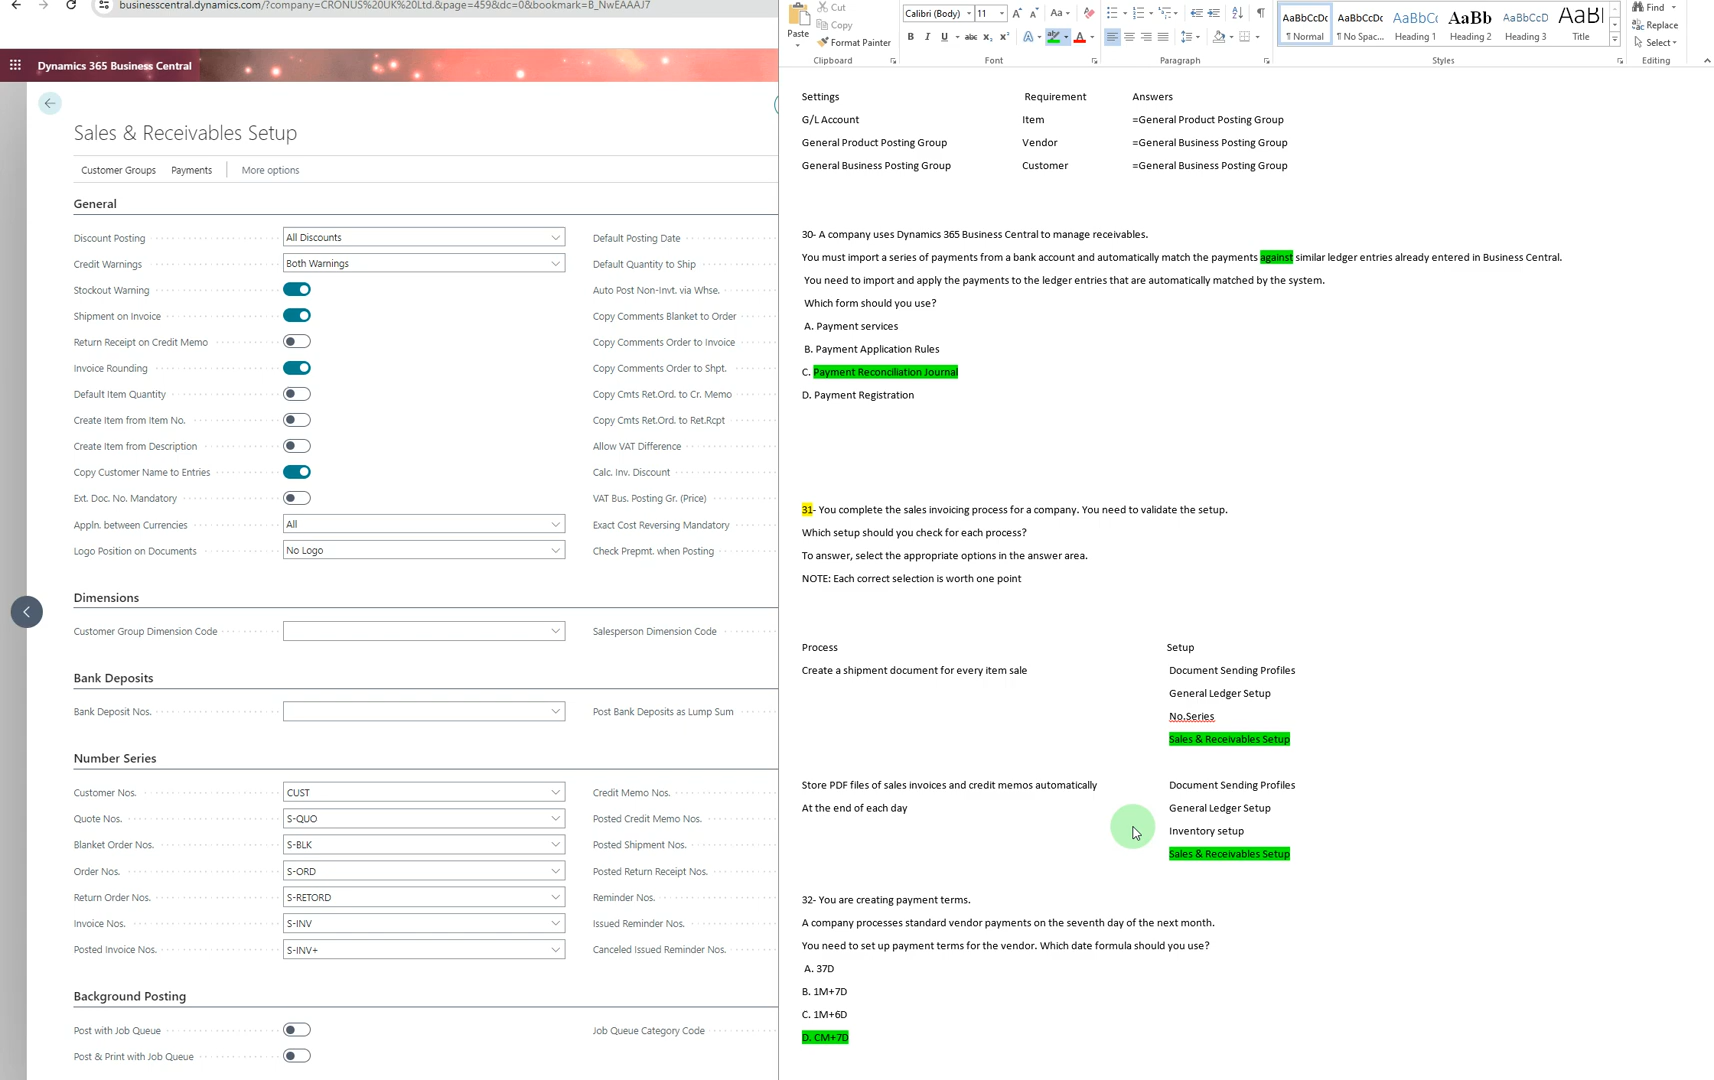 businesscentral.dynamics.com/?company=CRONUS%20UK%20Ltd.&page=459&dc=0&bookmark=B_NwEAAAJ7
Dynamics 365 Business Central
Sales & Receivables Setup
Customer Groups Payments More options
General
Discount Posting All Discounts Default Posting Date
Credit Warnings Both Warnings Default Quantity to Ship
Stockout Warning Auto Post Non-Invt. via Whse.
Shipment on Invoice Copy Comments Blanket to Order
Return Receipt on Credit Memo Copy Comments Order to Invoice
Invoice Rounding Copy Comments Order to Shpt.
Default Item Quantity Copy Cmts Ret.Ord. to Cr. Memo
Create Item from Item No. Copy Cmts Ret.Ord. to Ret.Rcpt
Create Item from Description Allow VAT Difference
Copy Customer Name to Entries Calc. Inv. Discount
Ext. Doc. No. Mandatory VAT Bus. Posting Gr. (Price)
Appln. between Currencies All Exact Cost Reversing Mandatory
Logo Position on Documents No Logo Check Prepmt. when Posting
Dimensions
Customer Group Dimension Code Salesperson Dimension Code
Bank Deposits
Bank Deposit Nos. Post Bank Deposits as Lump Sum
Number Series
Customer Nos. CUST Credit Memo Nos.
Quote Nos. S-QUO Posted Credit Memo Nos.
Blanket Order Nos. S-BLK Posted Shipment Nos.
Order Nos. S-ORD Posted Return Receipt Nos.
Return Order Nos. S-RETORD Reminder Nos.
Invoice Nos. S-INV Issued Reminder Nos.
Posted Invoice Nos. S-INV+ Canceled Issued Reminder Nos.
Background Posting
Post with Job Queue Job Queue Category Code
Post & Print with Job Queue
Paste Cut Copy Format Painter
Clipboard
Calibri (Body) 11 Aa
B I U abc x₂ x² A A
Font
Paragraph
AaBbCcDc AaBbCcDc AaBbCc AaBb AaBbCcD AaBl
¶ Normal ¶ No Spac... Heading 1 Heading 2 Heading 3 Title
Styles
Find
Replace
Select
Editing
Settings Requirement Answers
G/L Account Item =General Product Posting Group
General Product Posting Group Vendor =General Business Posting Group
General Business Posting Group Customer =General Business Posting Group
30- A company uses Dynamics 365 Business Central to manage receivables.
You must import a series of payments from a bank account and automatically match the payments against similar ledger entries already entered in Business Central.
You need to import and apply the payments to the ledger entries that are automatically matched by the system.
Which form should you use?
A. Payment services
B. Payment Application Rules
C. Payment Reconciliation Journal
D. Payment Registration
31- You complete the sales invoicing process for a company. You need to validate the setup.
Which setup should you check for each process?
To answer, select the appropriate options in the answer area.
NOTE: Each correct selection is worth one point
Process Setup
Create a shipment document for every item sale Document Sending Profiles
General Ledger Setup
No.Series
Sales & Receivables Setup
Store PDF files of sales invoices and credit memos automatically Document Sending Profiles
At the end of each day General Ledger Setup
Inventory setup
Sales & Receivables Setup
32- You are creating payment terms.
A company processes standard vendor payments on the seventh day of the next month.
You need to set up payment terms for the vendor. Which date formula should you use?
A. 37D
B. 1M+7D
C. 1M+6D
D. CM+7D